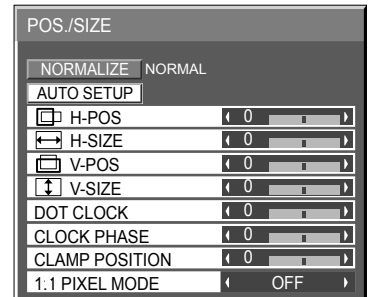 POS./SIZE
NORMALIZE NORMAL
AUTO SETUP
H-POS 0
H-SIZE 0
V-POS 0
V-SIZE 0
DOT CLOCK 0
CLOCK PHASE 0
CLAMP POSITION 0
1:1 PIXEL MODE OFF